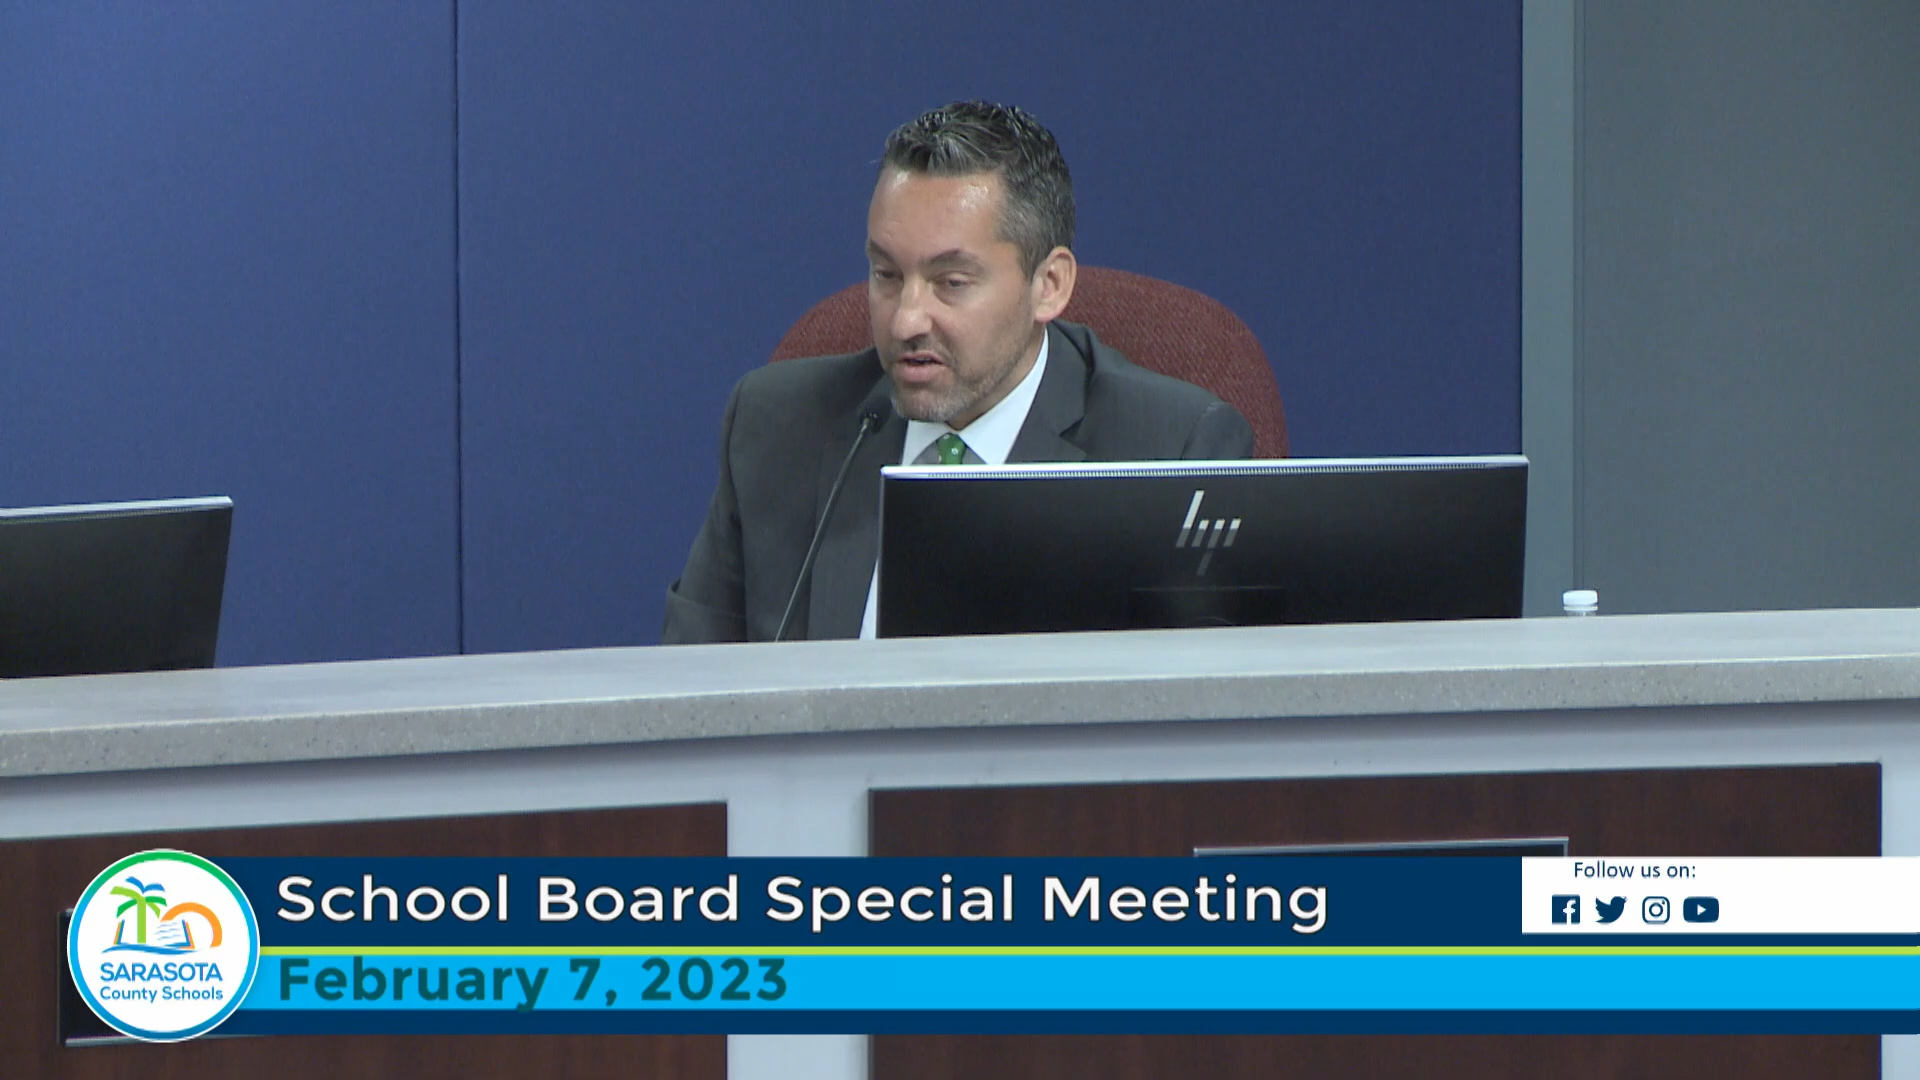 hp
School Board Special Meeting
February 7, 2023
SARASOTA
County Schools
Follow us on: